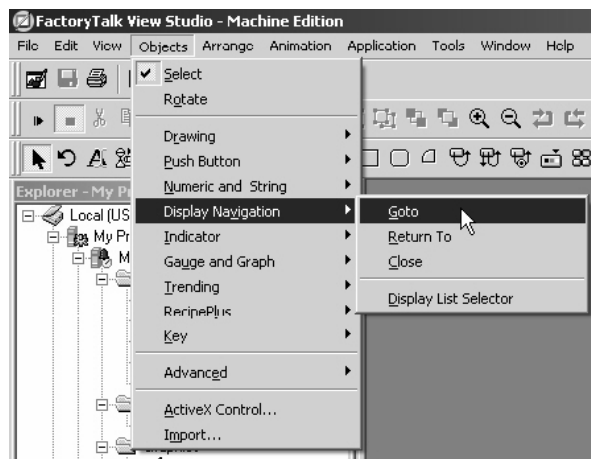 FactoryTalk View Studio - Machine Edition
File Edit View Objects Arrange Animation Application Tools Window Help
Select
Rotate
Drawing
Push Button
Numeric and String
Display Navigation
Indicator
Gauge and Graph
Trending
RecipePlus
Key
Advanced
ActiveX Control...
Import...
Goto
Return To
Close
Display List Selector
Explorer - My
Local (US
My Pr
M